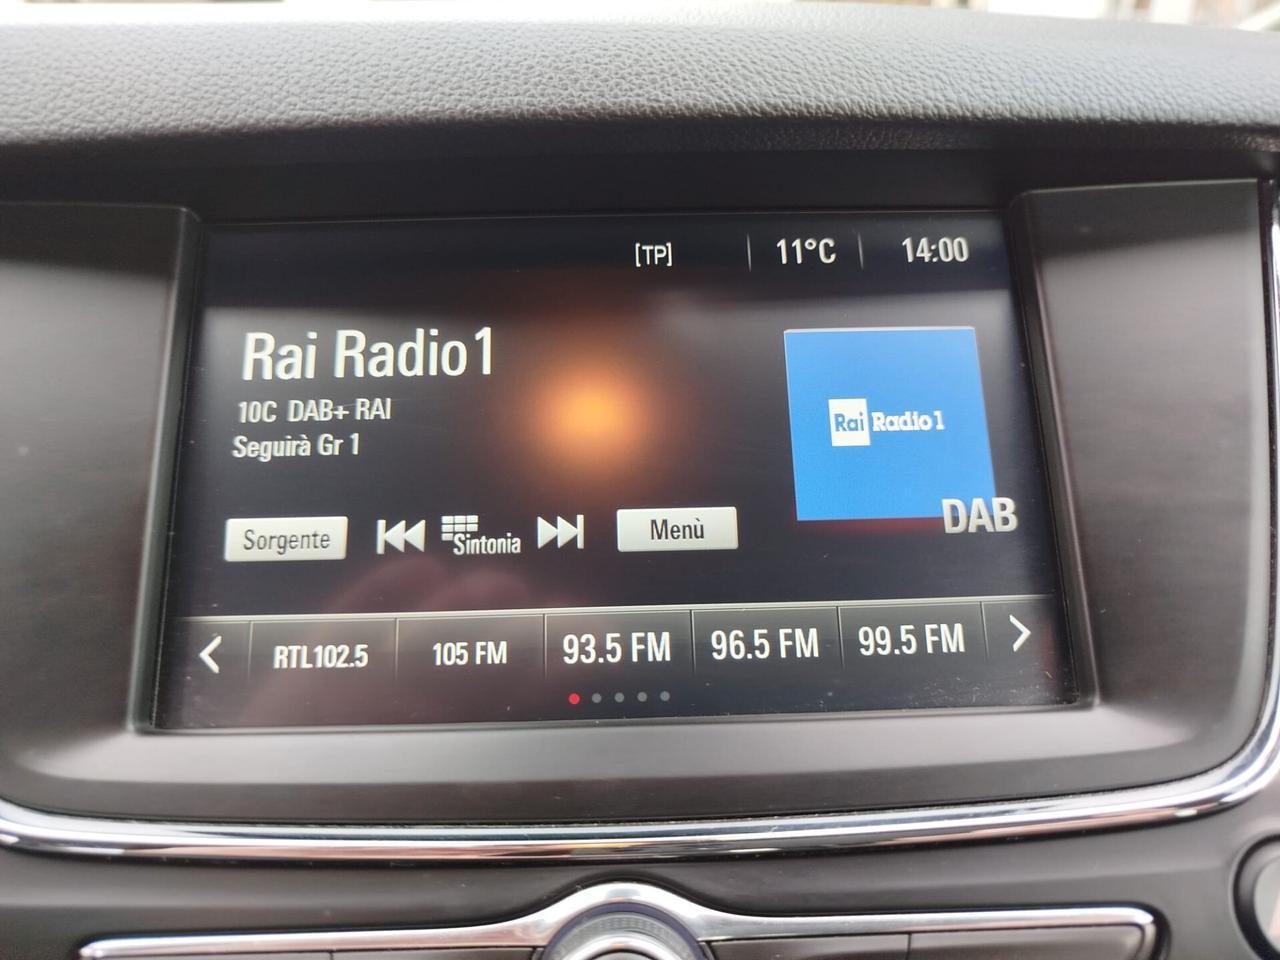 [TP] 11°C 14:00
Rai Radio1
10C DAB+ RAI
Seguirà Gr 1
Rai Radio 1
DAB
Sorgente Sintonia Menù
RTL102.5 105 FM 93.5 FM 96.5 FM 99.5 FM